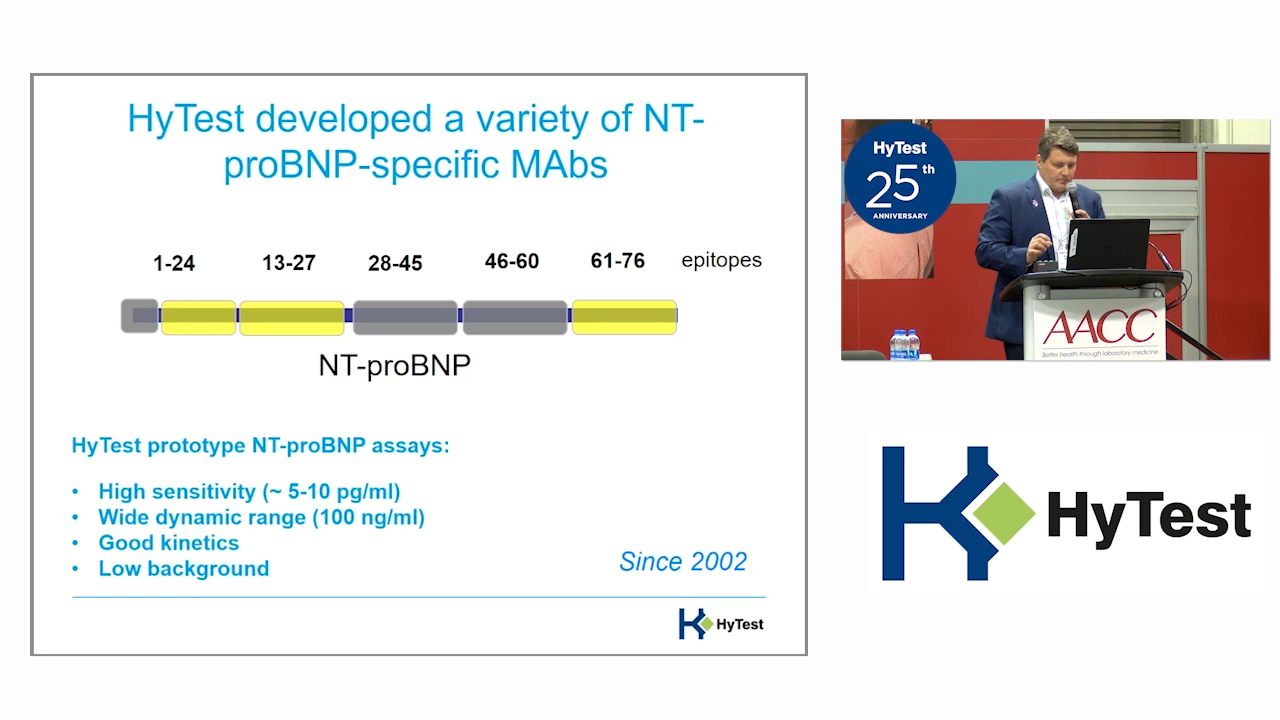 HyTest developed a variety of NT-
proBNP-specific MAbs
1-24 13-27 28-45 46-60 61-76 epitopes
NT-proBNP
HyTest prototype NT-proBNP assays:
• High sensitivity (~ 5-10 pg/ml)
• Wide dynamic range (100 ng/ml)
• Good kinetics
• Low background
Since 2002
HyTest
HyTest
25th
ANNIVERSARY
AACC
Better health through laboratory medicine.
HyTest